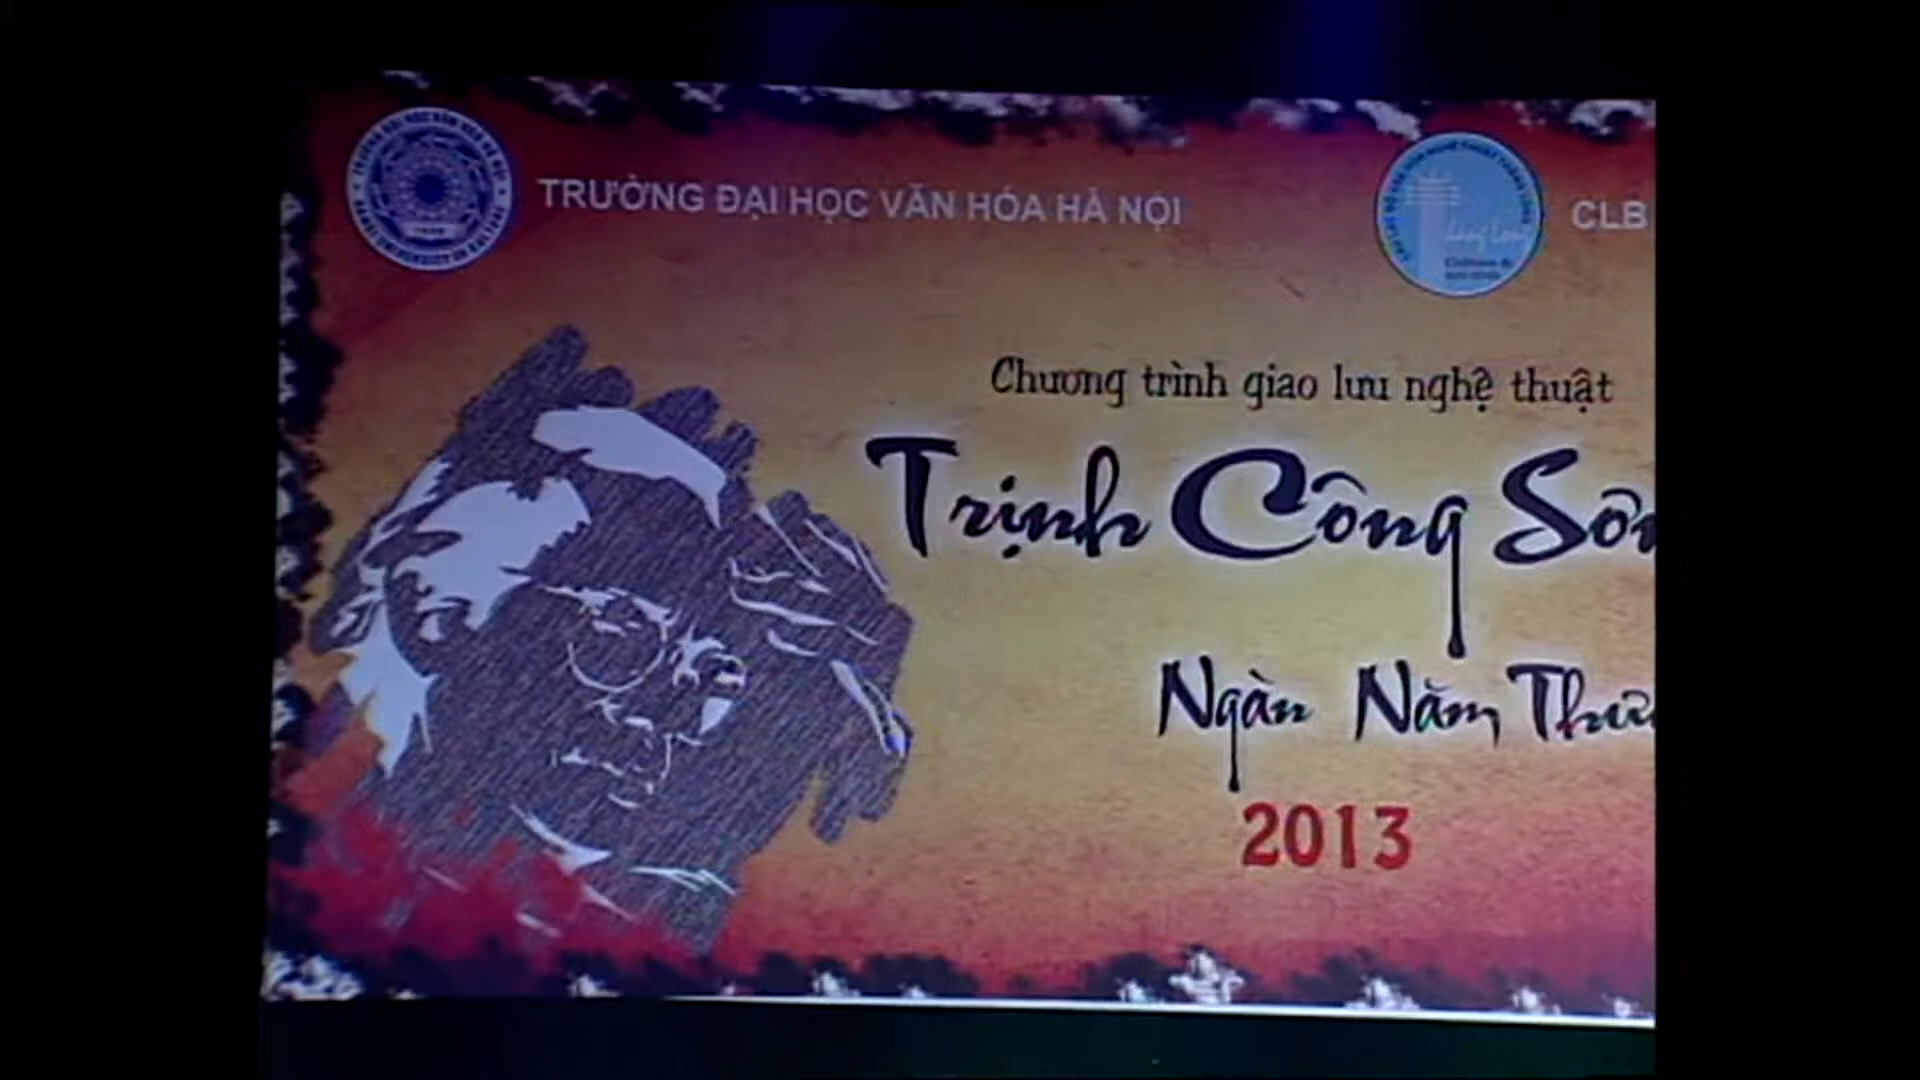 TRƯỜNG ĐẠI HỌC VĂN HÓA HÀ NỘI
CLB
Chương trình giao lưu nghệ thuật
Trịnh Công Sơn
Ngàn Năm
2013